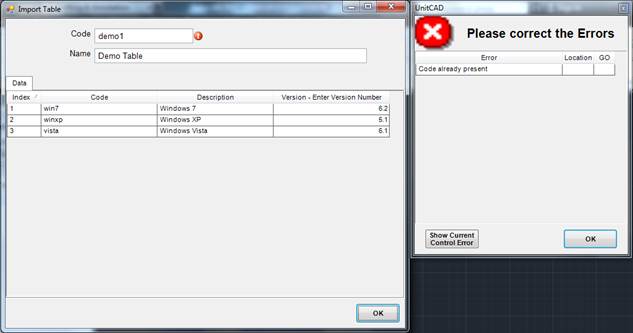 Import Table
Code demo1
Name Demo Table
Data
Index Code Description Version - Enter Version Number
1 win7 Windows 7 6.2
2 winxp Windows XP 5.1
3 vista Windows Vista 6.1
OK
UnitCAD
Please correct the Errors
Error Location GO
Code already present
Show Current
Control Error
OK